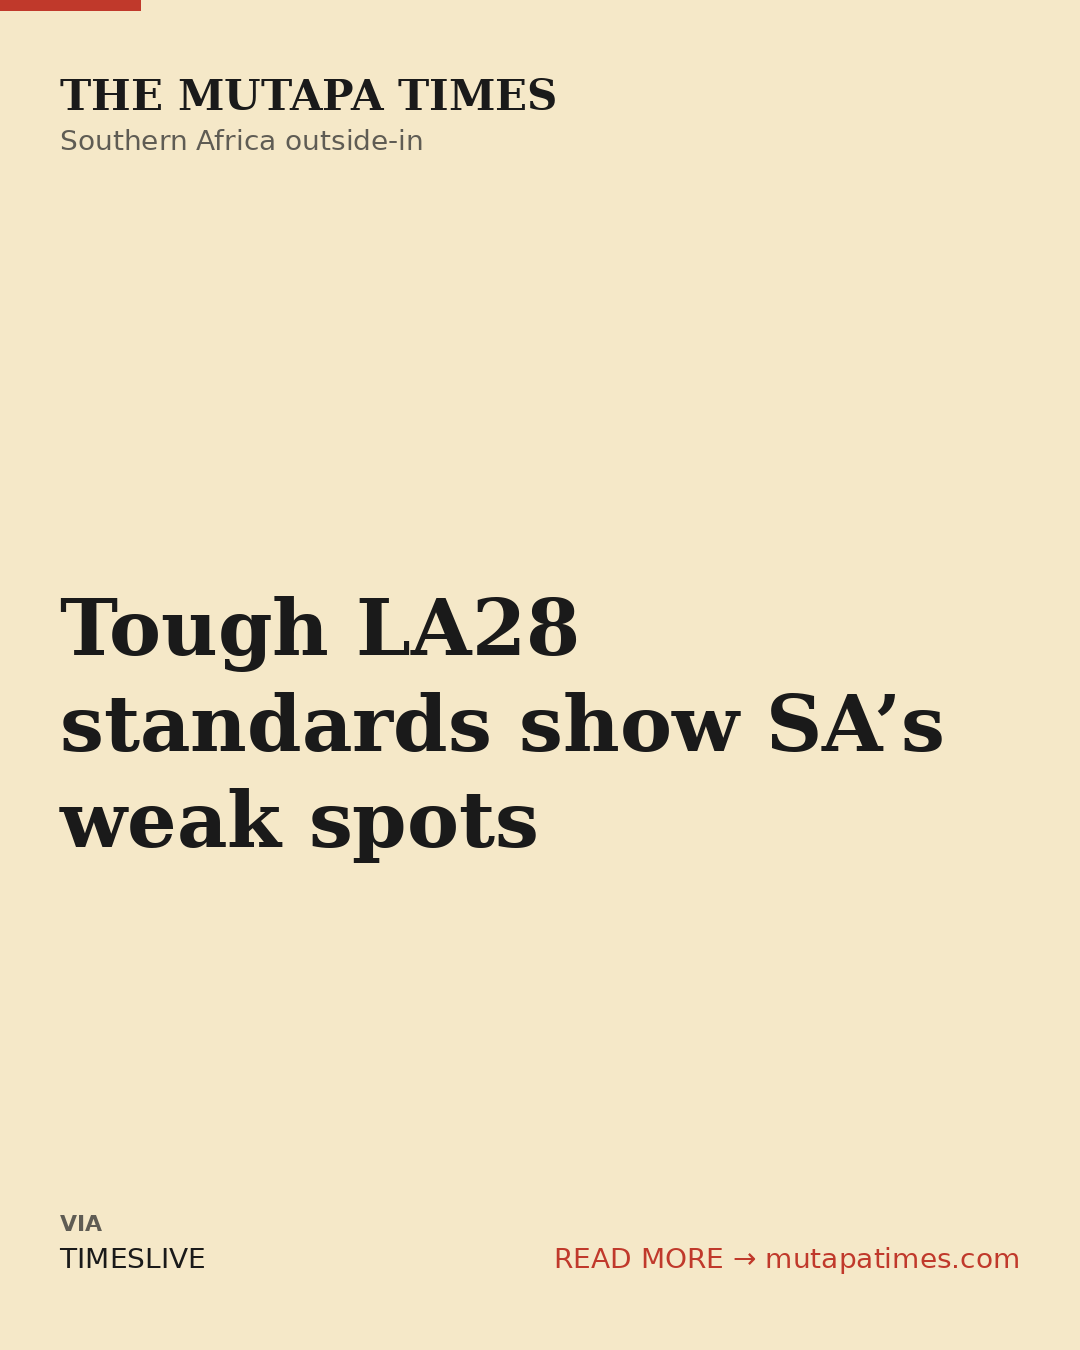 THE MUTAPA TIMES
Southern Africa outside-in
Tough LA28
standards show SA’s
weak spots
VIA
TIMESLIVE
READ MORE → mutapatimes.com